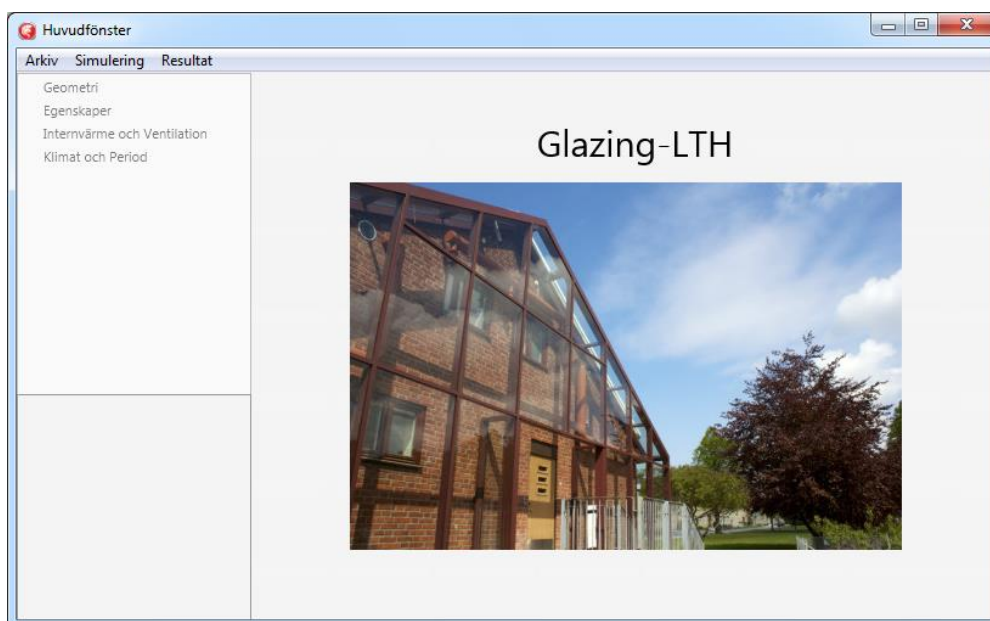 Huvudfönster
Arkiv Simulering Resultat
Geometri
Egenskaper
Internvärme och Ventilation
Klimat och Period
Glazing-LTH